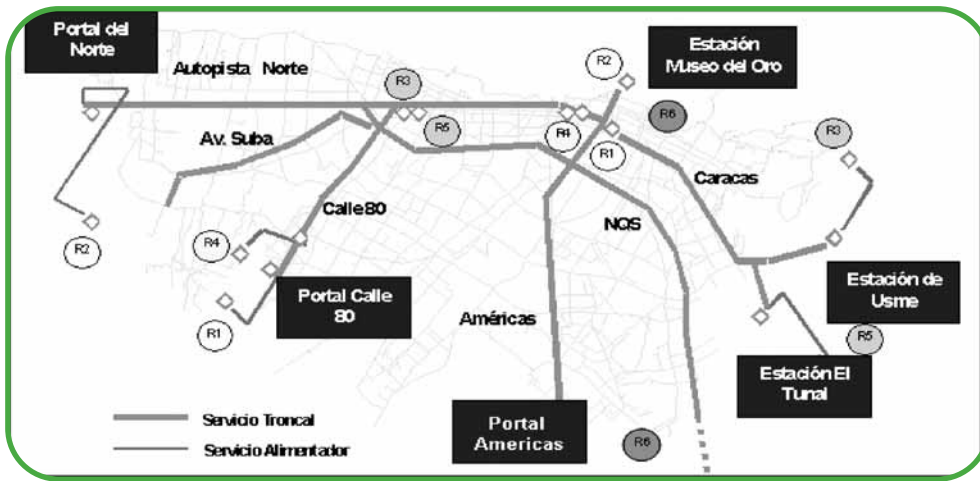 Portal del
Norte
Autopista Norte
R3
R2
Estación
Museo del Oro
R5
R4
R6
R1
R3
Av. Suba
Caracas
Calle 80
NQS
R2
R4
R1
Portal Calle
80
Américas
Estación de
Usme
R5
Estación El
Tunal
Servicio Troncal
Servicio Alimentador
Portal
Americas
R6